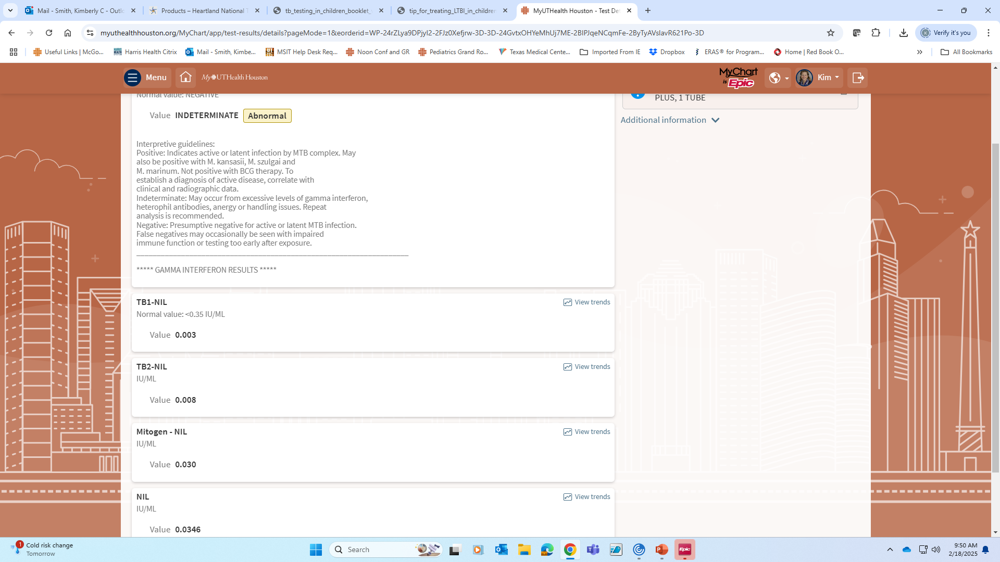 Mail - Smith, Kimberly C - Outlo
Products – Heartland National T
tb_testing_in_children_booklet_
tip_for_treating_LTBI_in_children
MyUTHealth Houston - Test Det
myuthealthhouston.org/MyChart/app/test-results/details?pageMode=1&eorderid=WP-24rZLya9DPjyI2-2FJz0Xefjrw-3D-3D-24GvtxOHYeMhUj7ME-2BIPJqeNCqmFe-2ByTyAVslavR621Po-3D
Verify it's you
Useful Links | McGo...
Harris Health Citrix
Mail - Smith, Kimbe...
MSIT Help Desk Req...
Noon Conf and GR
Pediatrics Grand Ro...
Texas Medical Cente...
Imported From IE
Dropbox
ERAS® for Program...
Home | Red Book O...
All Bookmarks
Menu
My UTHealth Houston
MyChart
is Epic
Kim
Normal value: NEGATIVE
Value INDETERMINATE Abnormal
Interpretive guidelines:
Positive: Indicates active or latent infection by MTB complex. May
also be positive with M. kansasii, M. szulgai and
M. marinum. Not positive with BCG therapy. To
establish a diagnosis of active disease, correlate with
clinical and radiographic data.
Indeterminate: May occur from excessive levels of gamma interferon,
heterophil antibodies, anergy or handling issues. Repeat
analysis is recommended.
Negative: Presumptive negative for active or latent MTB infection.
False negatives may occasionally be seen with impaired
immune function or testing too early after exposure.
***** GAMMA INTERFERON RESULTS *****
PLUS, 1 TUBE
Additional information
TB1-NIL
View trends
Normal value: <0.35 IU/ML
Value 0.003
TB2-NIL
View trends
IU/ML
Value 0.008
Mitogen - NIL
View trends
IU/ML
Value 0.030
NIL
View trends
IU/ML
Value 0.0346
1
Cold risk change
Tomorrow
Search
Epic
9:50 AM
2/18/2025